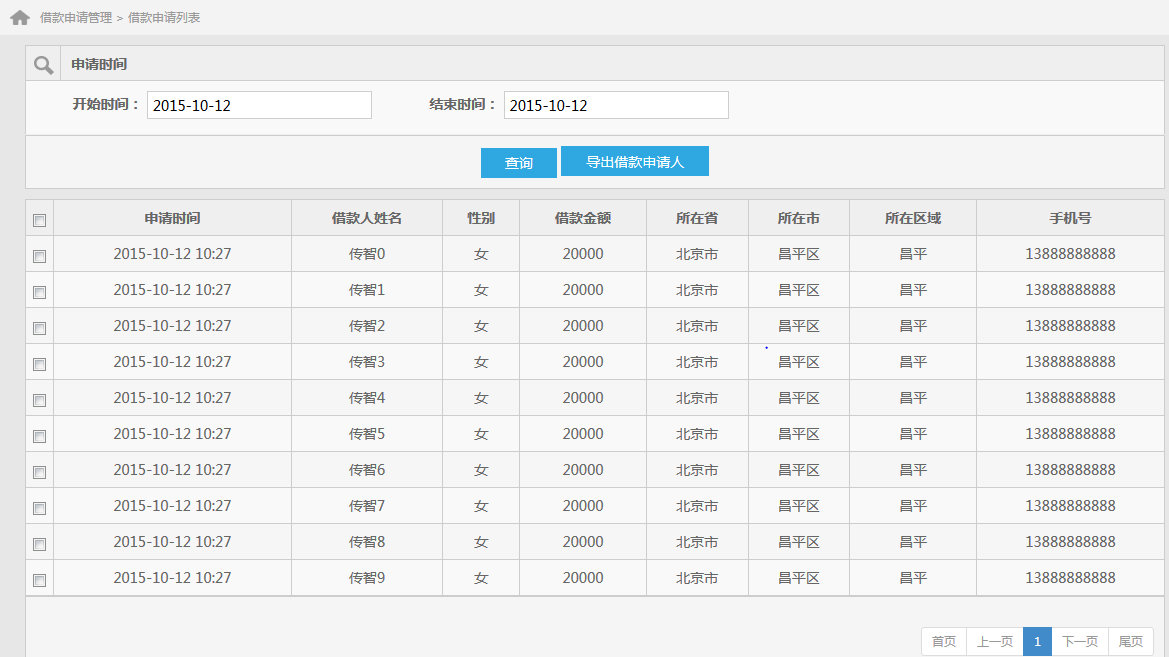 借款申请管理 > 借款申请列表
申请时间
开始时间： 2015-10-12 结束时间： 2015-10-12
查询 导出借款申请人
申请时间 借款人姓名 性别 借款金额 所在省 所在市 所在区域 手机号
2015-10-12 10:27 传智0 女 20000 北京市 昌平区 昌平 13888888888
2015-10-12 10:27 传智1 女 20000 北京市 昌平区 昌平 13888888888
2015-10-12 10:27 传智2 女 20000 北京市 昌平区 昌平 13888888888
2015-10-12 10:27 传智3 女 20000 北京市 昌平区 昌平 13888888888
2015-10-12 10:27 传智4 女 20000 北京市 昌平区 昌平 13888888888
2015-10-12 10:27 传智5 女 20000 北京市 昌平区 昌平 13888888888
2015-10-12 10:27 传智6 女 20000 北京市 昌平区 昌平 13888888888
2015-10-12 10:27 传智7 女 20000 北京市 昌平区 昌平 13888888888
2015-10-12 10:27 传智8 女 20000 北京市 昌平区 昌平 13888888888
2015-10-12 10:27 传智9 女 20000 北京市 昌平区 昌平 13888888888
首页 上一页 1 下一页 尾页